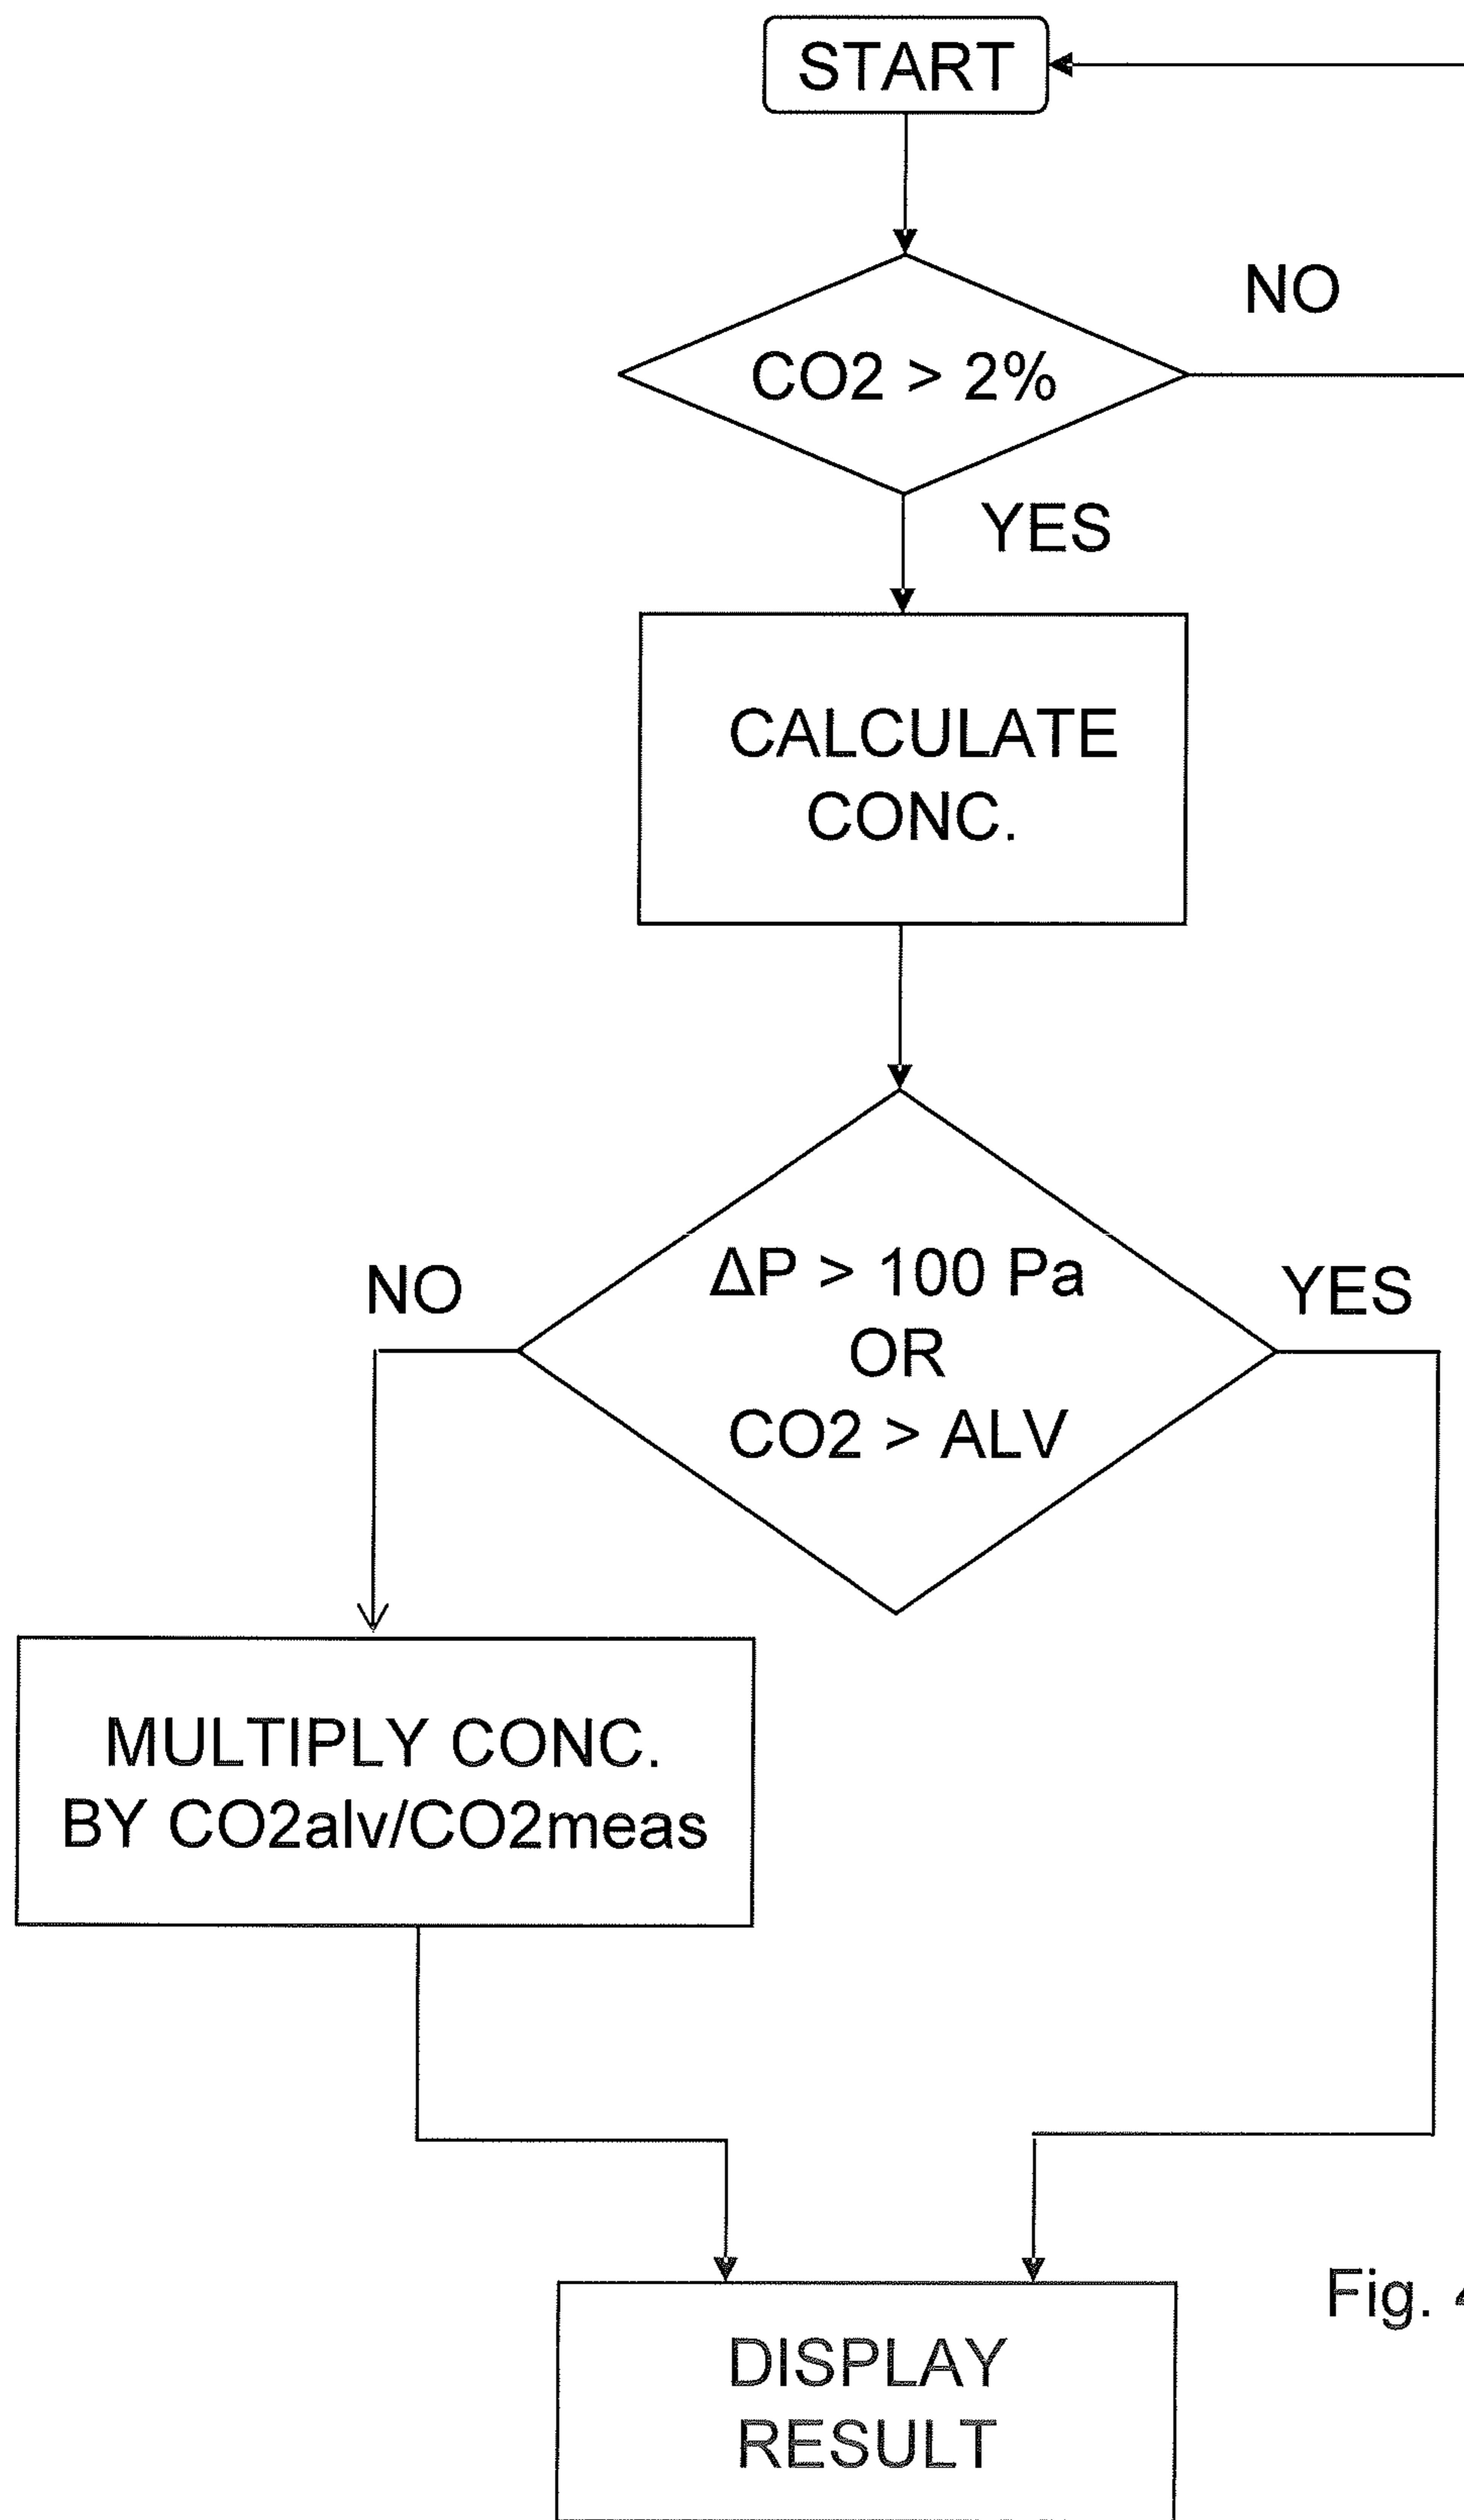 START
NO
CO2 > 2%
YES
CALCULATE
CONC.
NO
ΔP > 100 Pa
YES
OR
CO2 > ALV
MULTIPLY CONC.
BY CO2alv/CO2meas
Fig.
DISPLAY
RESULT